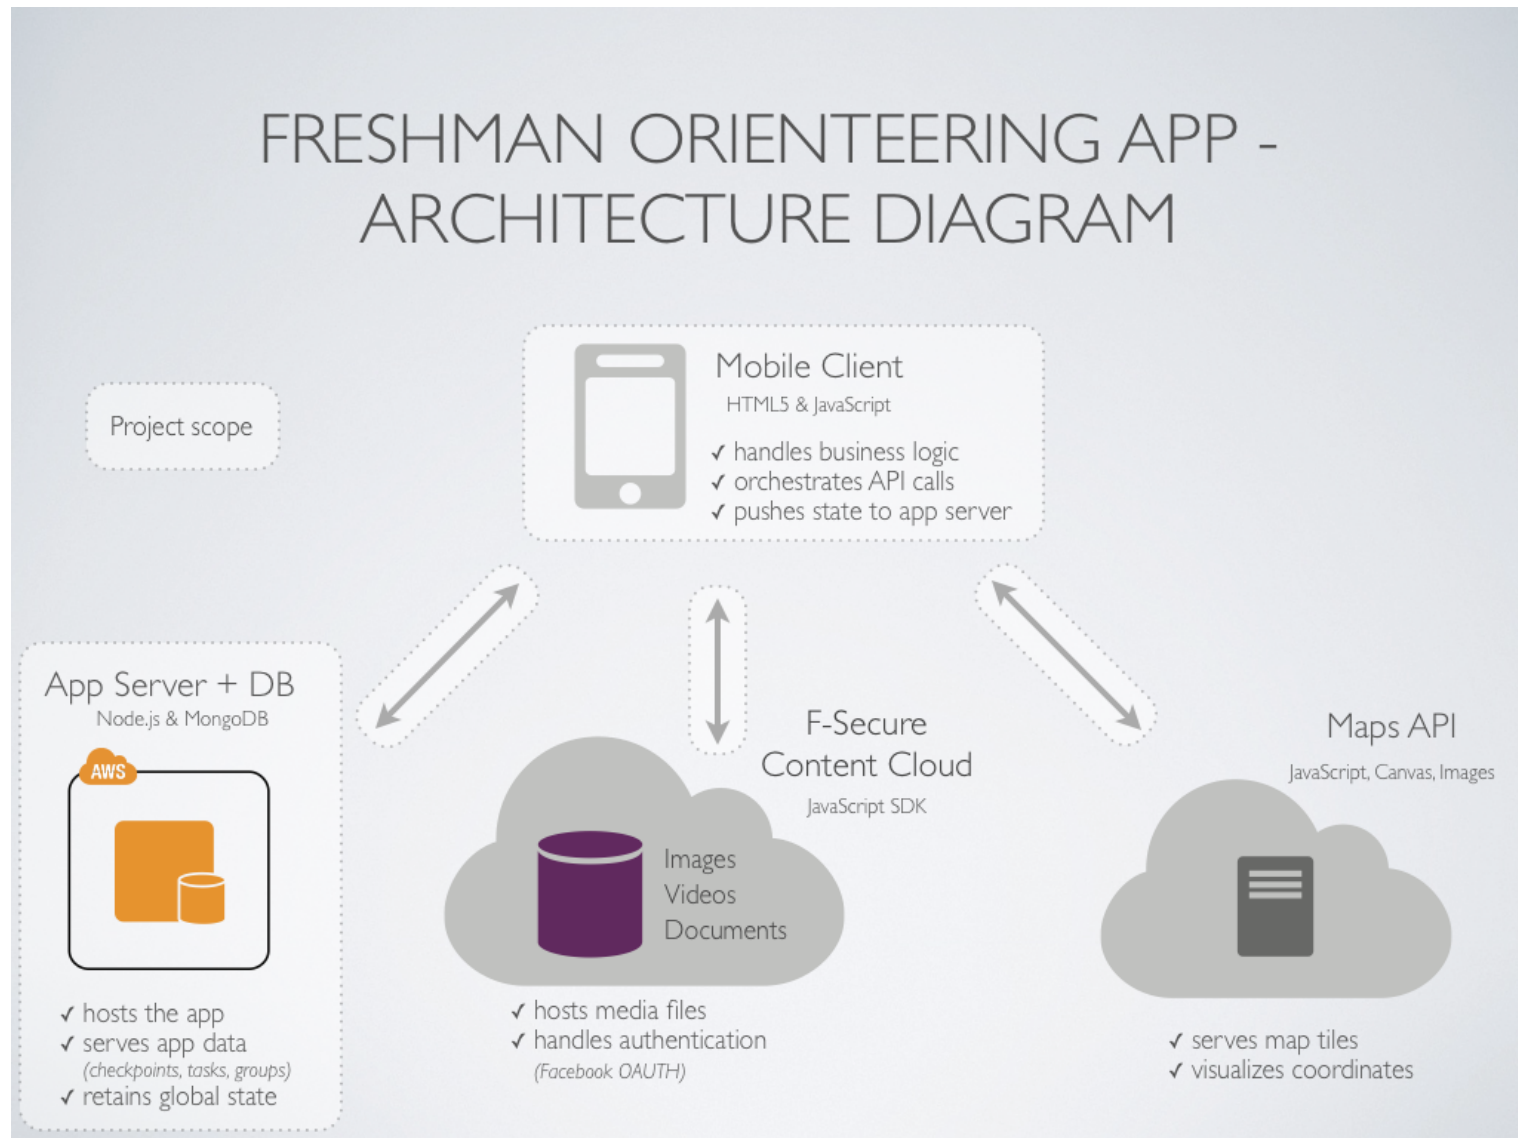 FRESHMAN ORIENTEERING APP -
ARCHITECTURE DIAGRAM
Project scope
Mobile Client
HTML5 & JavaScript
✓ handles business logic
✓ orchestrates API calls
✓ pushes state to app server
App Server + DB
Node.js & MongoDB
AWS
✓ hosts the app
✓ serves app data
(checkpoints, tasks, groups)
✓ retains global state
F-Secure
Content Cloud
JavaScript SDK
Images
Videos
Documents
✓ hosts media files
✓ handles authentication
(Facebook OAUTH)
Maps API
JavaScript, Canvas, Images
✓ serves map tiles
✓ visualizes coordinates